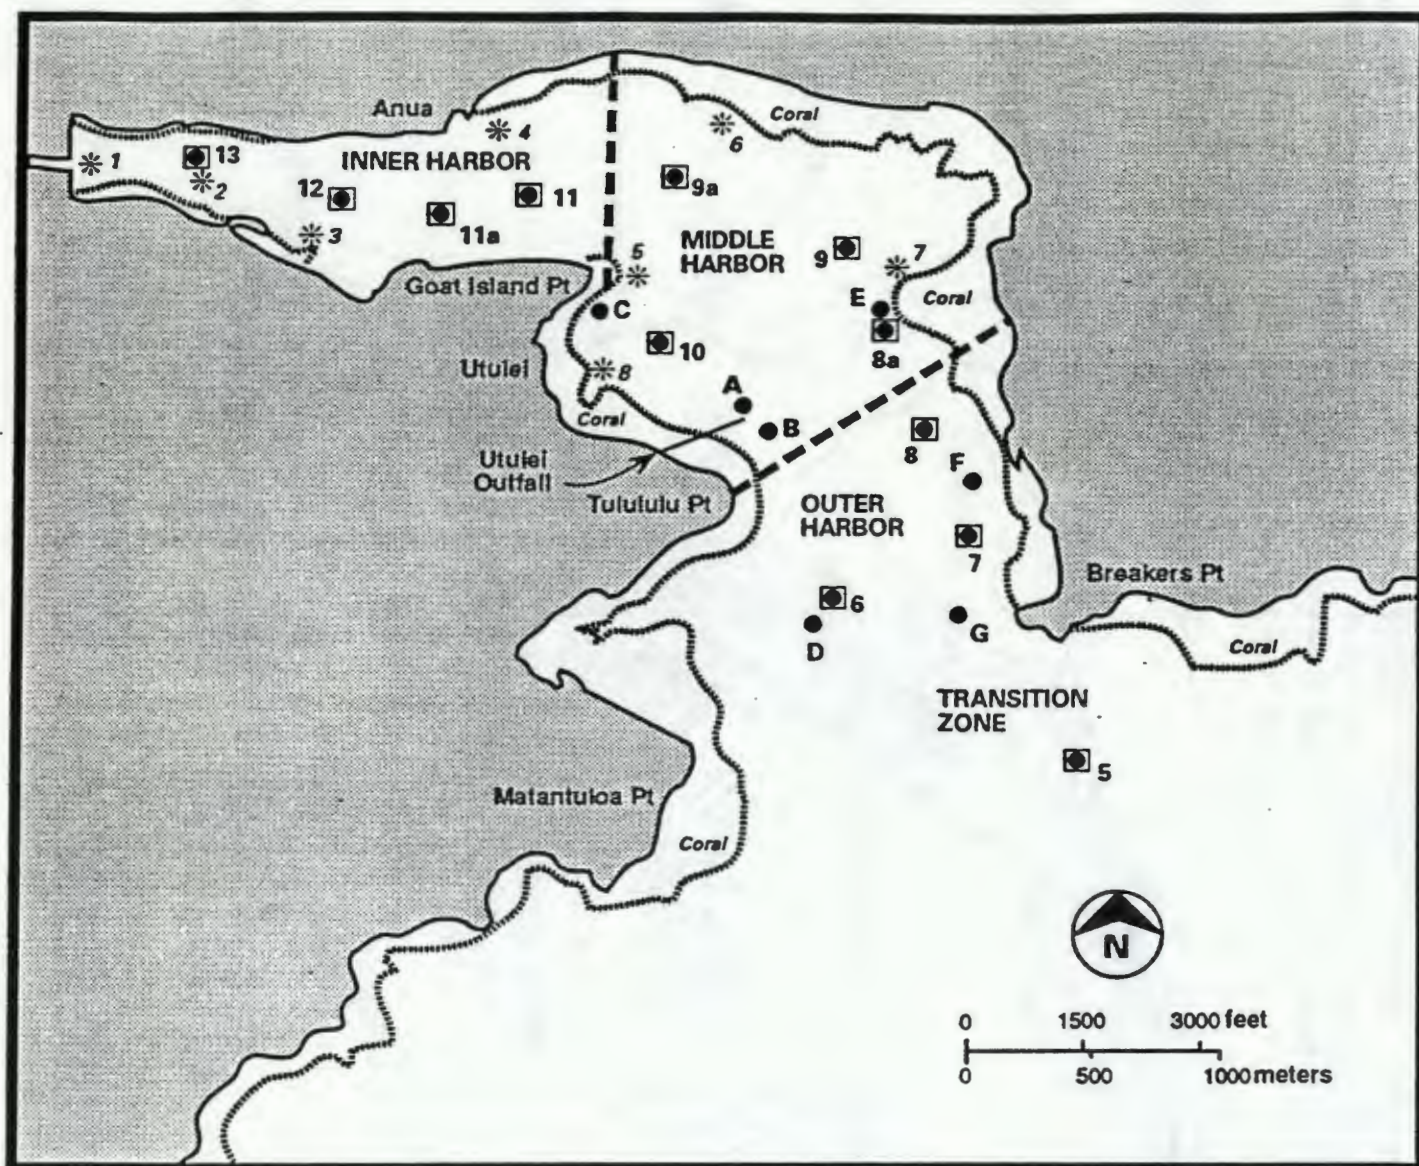 Anua
Coral
4
6
INNER HARBOR
13
1
2
12
11
9a
11a
3
MIDDLE
HARBOR
5
9
7
Goat Island Pt
Coral
E
C
10
8a
Utulei
8
A
Coral
B
8
Utulei
Outfall
F
Tulululu Pt
OUTER
HARBOR
7
Breakers Pt
6
G
D
Coral
TRANSITION
ZONE
5
Matantuloa Pt
Coral
N
0 1500 3000 feet
0 500 1000 meters